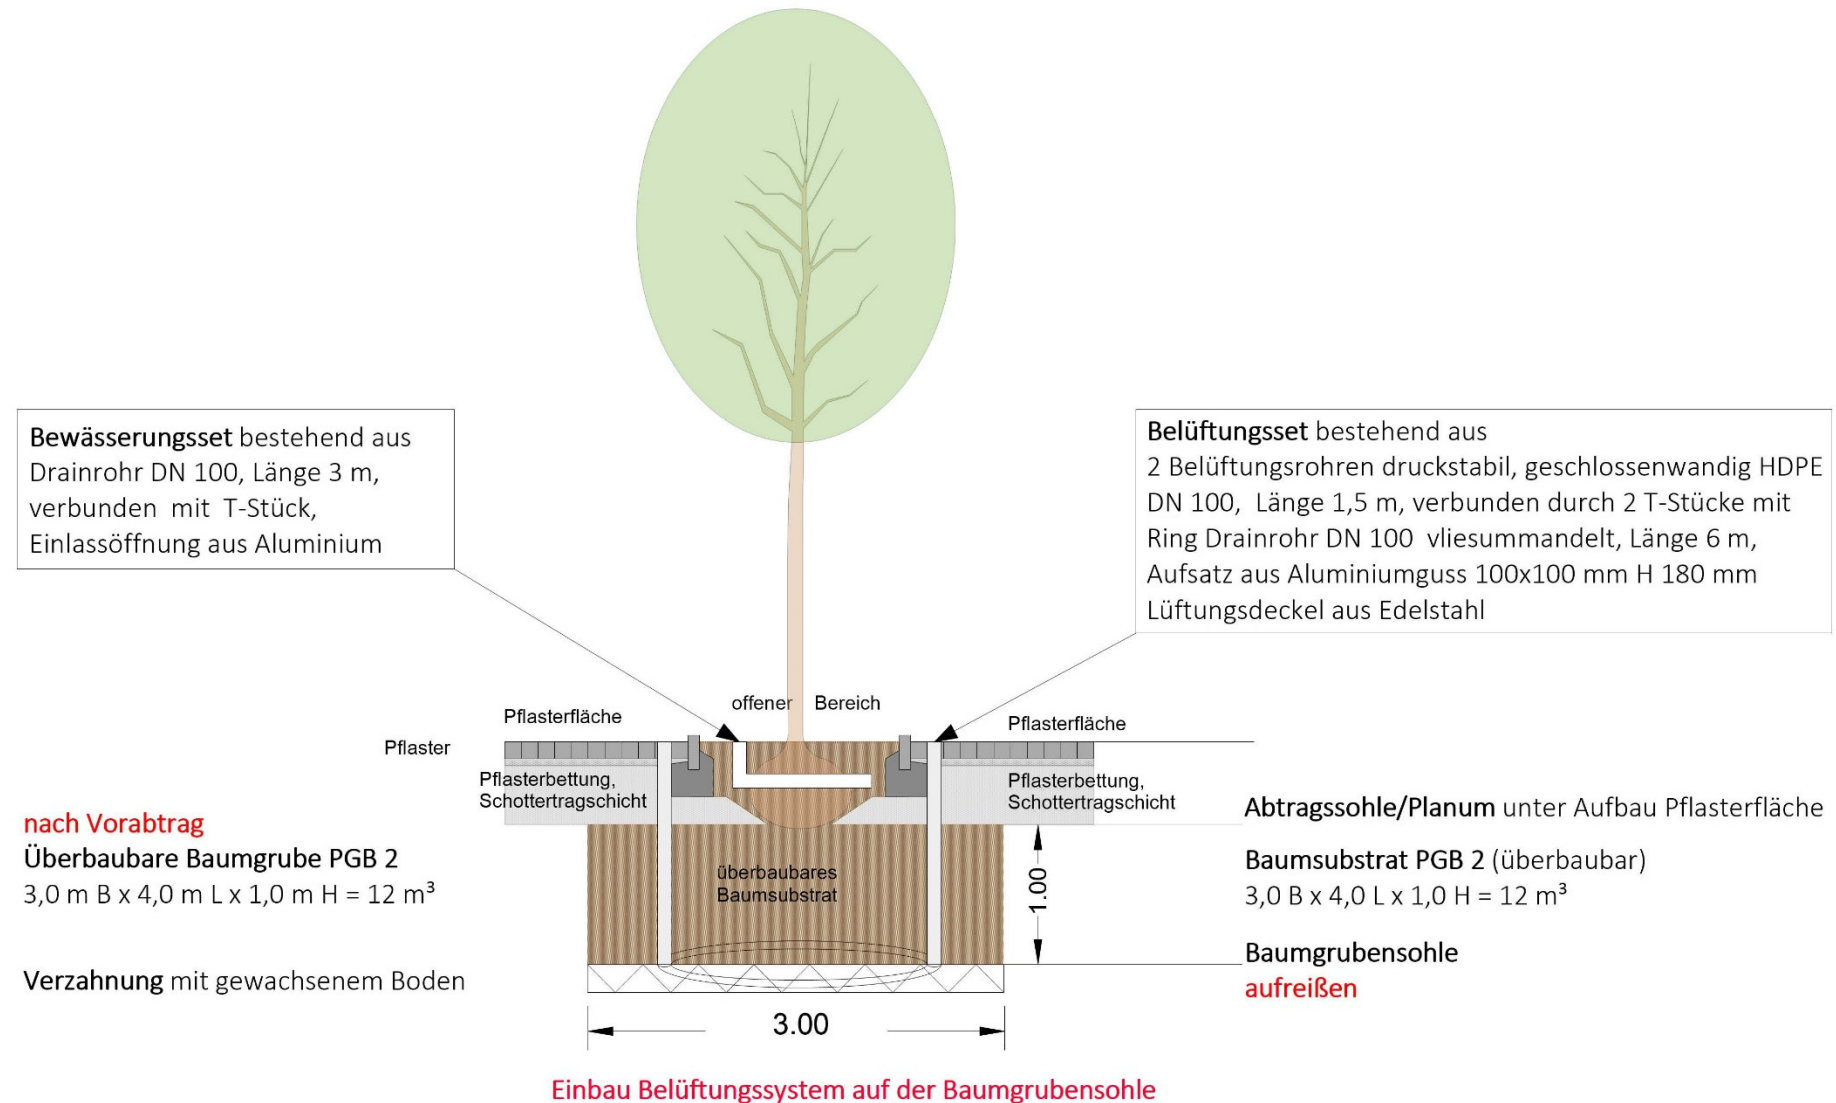 Bewässerungsset bestehend aus
Drainrohr DN 100, Länge 3 m,
verbunden mit T-Stück,
Einlassöffnung aus Aluminium
Belüftungsset bestehend aus
2 Belüftungsrohren druckstabil, geschlossenwandig HDPE
DN 100, Länge 1,5 m, verbunden durch 2 T-Stücke mit
Ring Drainrohr DN 100 vliesummandelt, Länge 6 m,
Aufsatz aus Aluminiumguss 100x100 mm H 180 mm
Lüftungsdeckel aus Edelstahl
offener Bereich
Pflasterfläche
Pflasterfläche
Pflaster
Pflasterbettung,
Schottertragschicht
Pflasterbettung,
Schottertragschicht
nach Vorabtrag
Überbaubare Baumgrube PGB 2
3,0 m B x 4,0 m L x 1,0 m H = 12 m³
Verzahnung mit gewachsenem Boden
überbaubares
Baumsubstrat
1.00
Abtragssohle/Planum unter Aufbau Pflasterfläche
Baumsubstrat PGB 2 (überbaubar)
3,0 B x 4,0 L x 1,0 H = 12 m³
Baumgrubensohle
aufreißen
3.00
Einbau Belüftungssystem auf der Baumgrubensohle